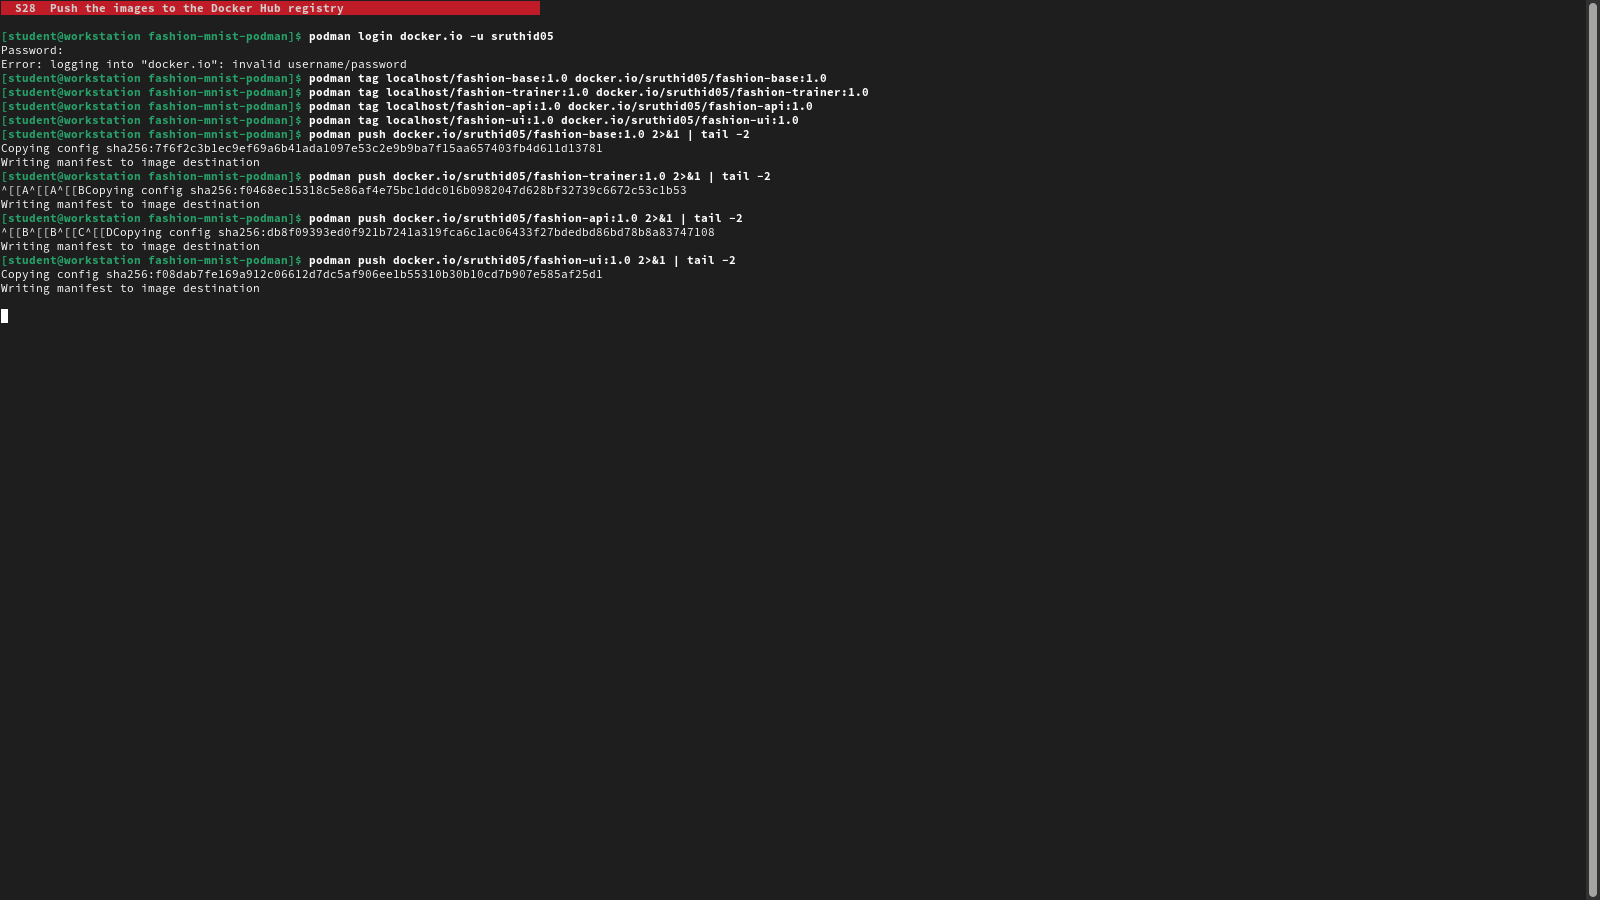 S28  Push the images to the Docker Hub registry
[student@workstation fashion-mnist-podman]$ podman login docker.io -u sruthid05
Password:
Error: logging into "docker.io": invalid username/password
[student@workstation fashion-mnist-podman]$ podman tag localhost/fashion-base:1.0 docker.io/sruthid05/fashion-base:1.0
[student@workstation fashion-mnist-podman]$ podman tag localhost/fashion-trainer:1.0 docker.io/sruthid05/fashion-trainer:1.0
[student@workstation fashion-mnist-podman]$ podman tag localhost/fashion-api:1.0 docker.io/sruthid05/fashion-api:1.0
[student@workstation fashion-mnist-podman]$ podman tag localhost/fashion-ui:1.0 docker.io/sruthid05/fashion-ui:1.0
[student@workstation fashion-mnist-podman]$ podman push docker.io/sruthid05/fashion-base:1.0 2>&1 | tail -2
Copying config sha256:7f6f2c3b1ec9ef69a6b41ada1097e53c2e9b9ba7f15aa657403fb4d611d13781
Writing manifest to image destination
[student@workstation fashion-mnist-podman]$ podman push docker.io/sruthid05/fashion-trainer:1.0 2>&1 | tail -2
^[[A^[[A^[[BCopying config sha256:f0468ec15318c5e86af4e75bc1ddc016b0982047d628bf32739c6672c53c1b53
Writing manifest to image destination
[student@workstation fashion-mnist-podman]$ podman push docker.io/sruthid05/fashion-api:1.0 2>&1 | tail -2
^[[B^[[B^[[C^[[DCopying config sha256:db8f09393ed0f921b7241a319fca6c1ac06433f27bdedbd86bd78b8a83747108
Writing manifest to image destination
[student@workstation fashion-mnist-podman]$ podman push docker.io/sruthid05/fashion-ui:1.0 2>&1 | tail -2
Copying config sha256:f08dab7fe169a912c06612d7dc5af906ee1b55310b30b10cd7b907e585af25d1
Writing manifest to image destination